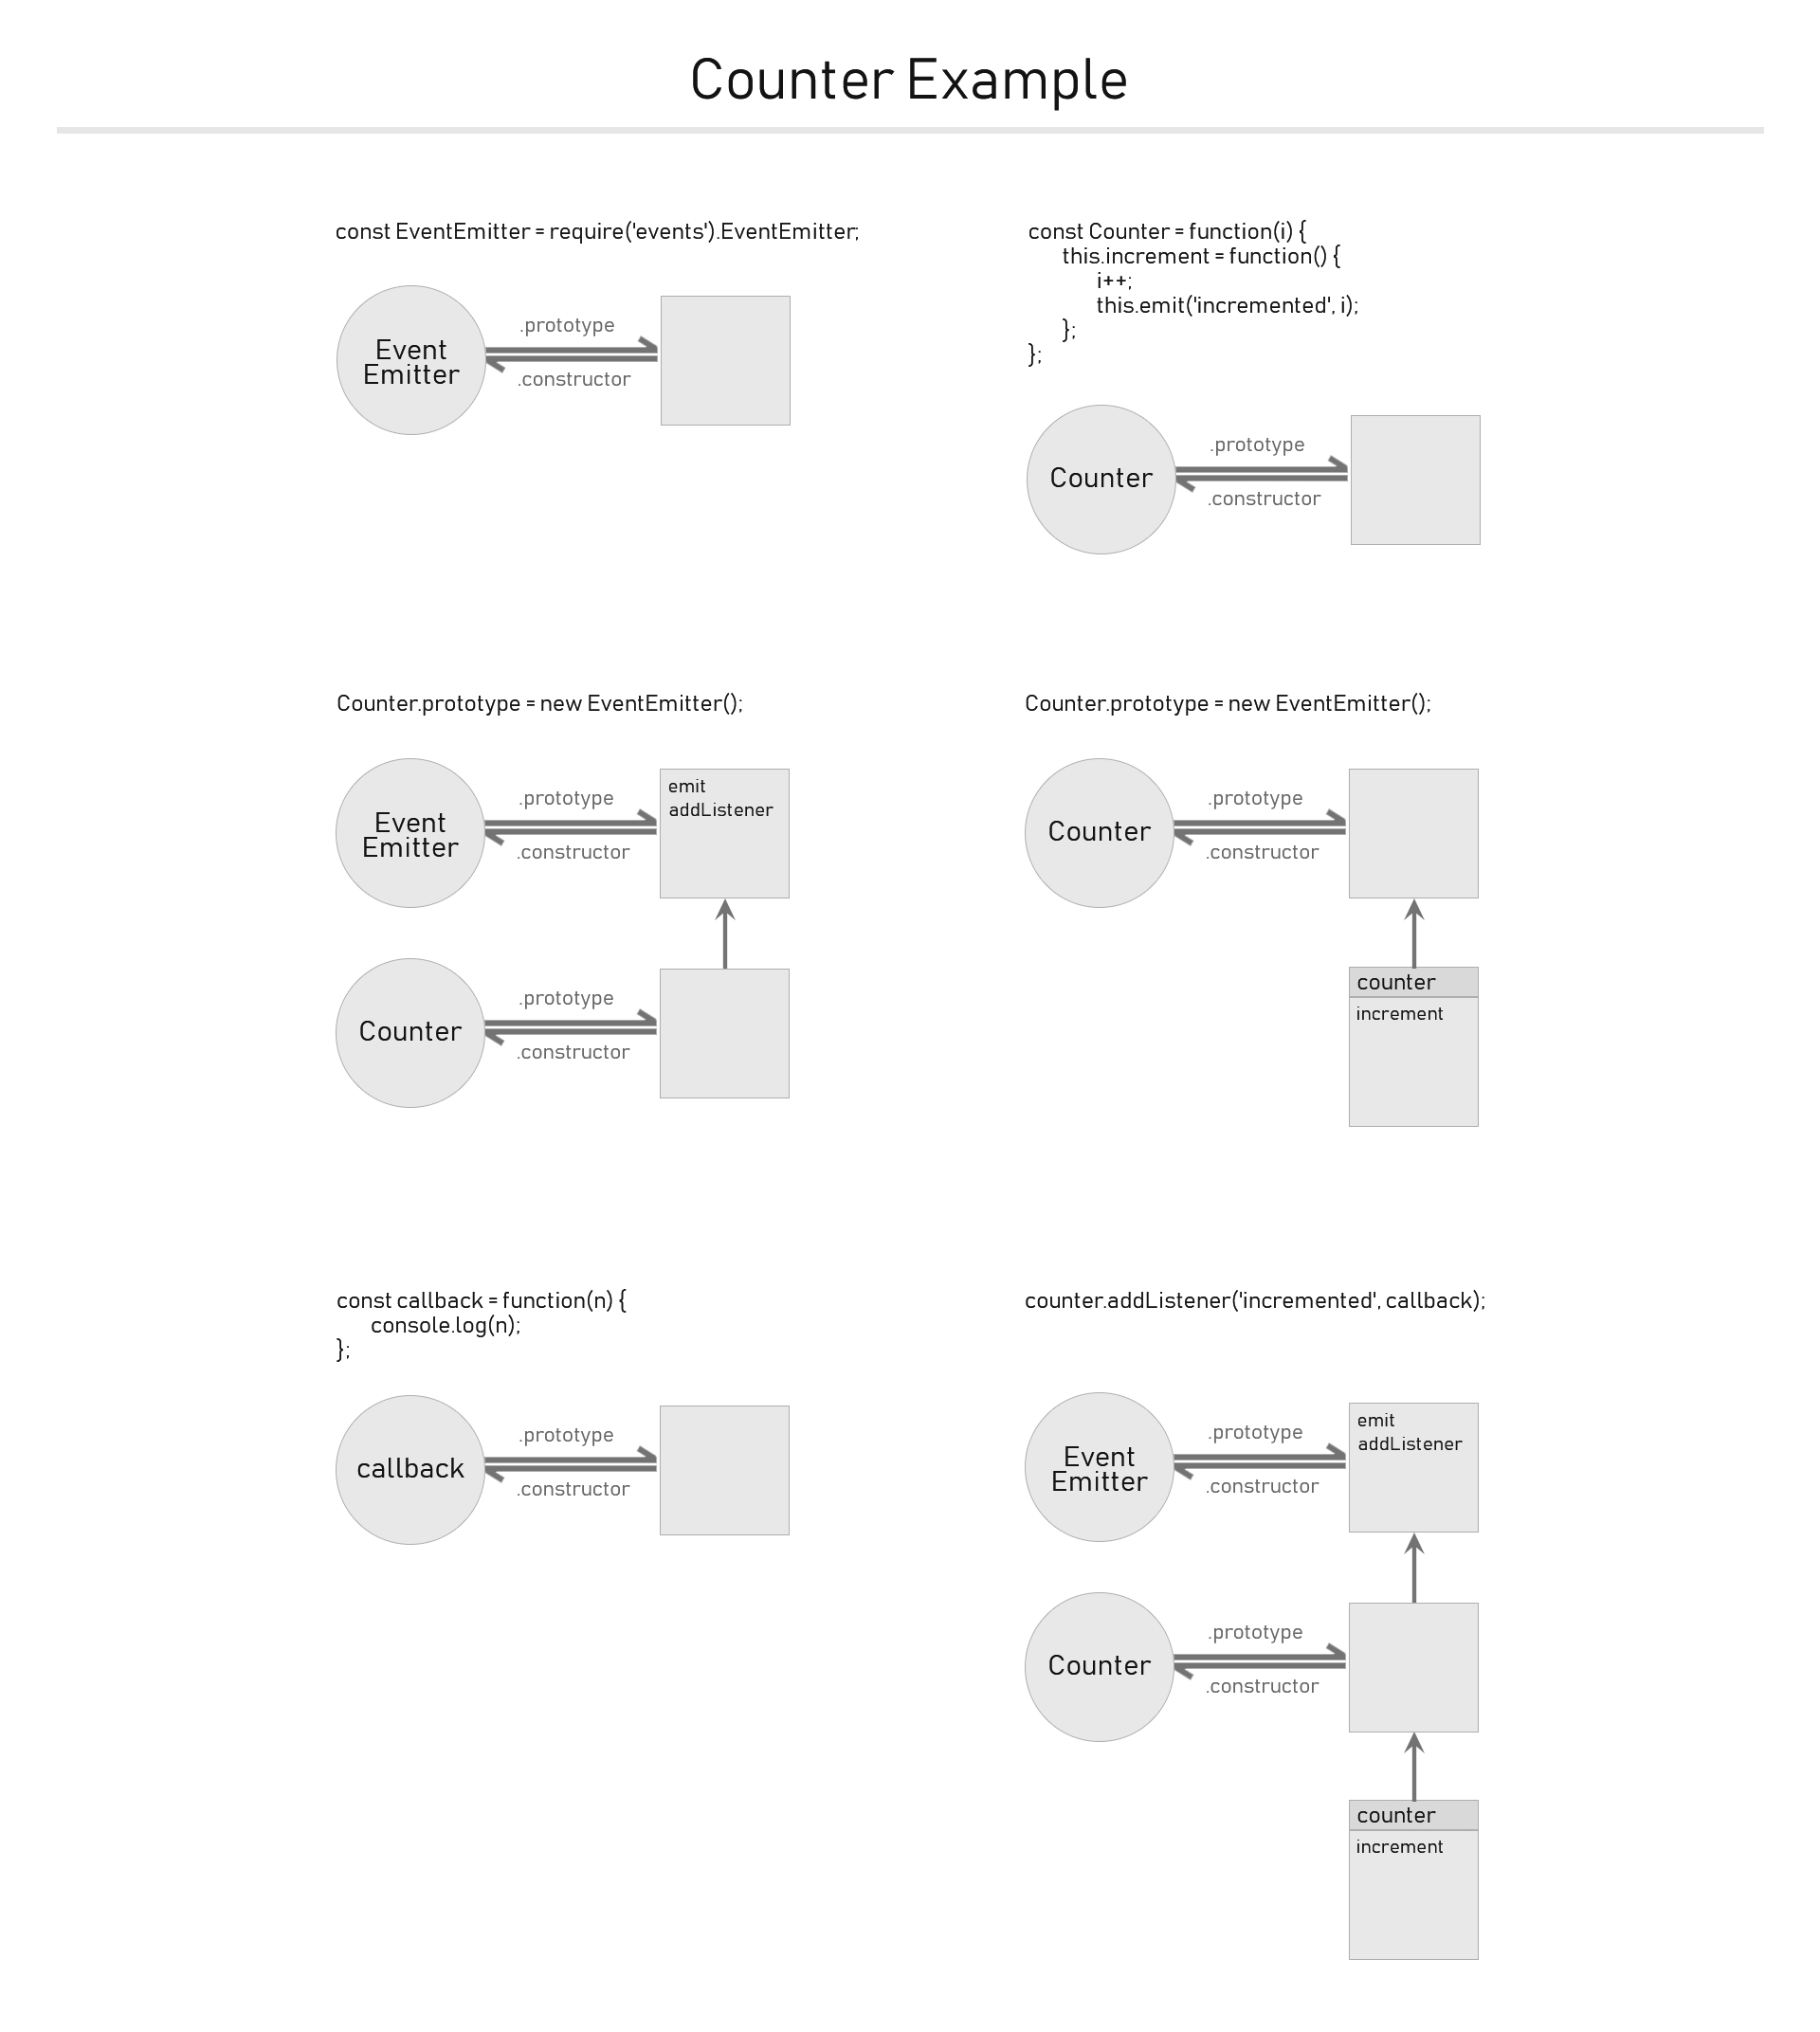 Counter Example
const EventEmitter = require('events').EventEmitter;
Event
Emitter
.prototype
.constructor
const Counter = function(i) {
this.increment = function() {
i++;
this.emit('incremented', i);
};
};
Counter
.prototype
.constructor
Counter.prototype = new EventEmitter();
Event
Emitter
.prototype
.constructor
emit
addListener
Counter
.prototype
.constructor
Counter.prototype = new EventEmitter();
Counter
.prototype
.constructor
counter
increment
const callback = function(n) {
console.log(n);
};
callback
.prototype
.constructor
counter.addListener('incremented', callback);
Event
Emitter
.prototype
.constructor
emit
addListener
Counter
.prototype
.constructor
counter
increment